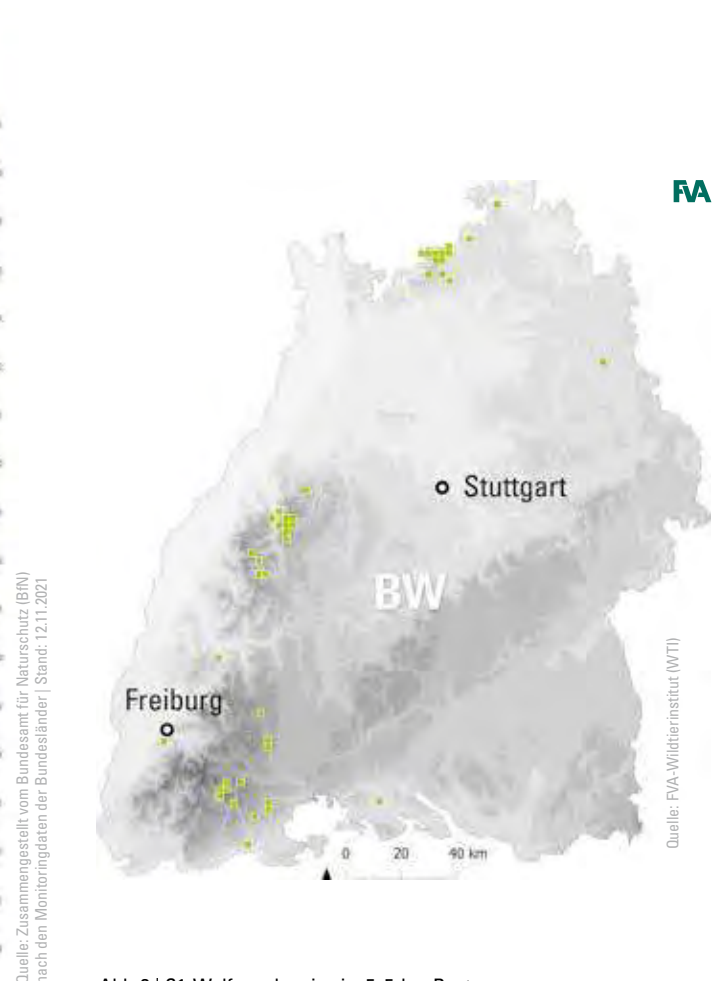 FVA
Stuttgart
BW
Freiburg
0 20 40 km
Quelle: Zusammengestellt vom Bundesamt für Naturschutz (BfN)
nach den Monitoringdaten der Bundesländer | Stand: 12.11.2021
Quelle: FVA-Wildtierinstitut (WTI)